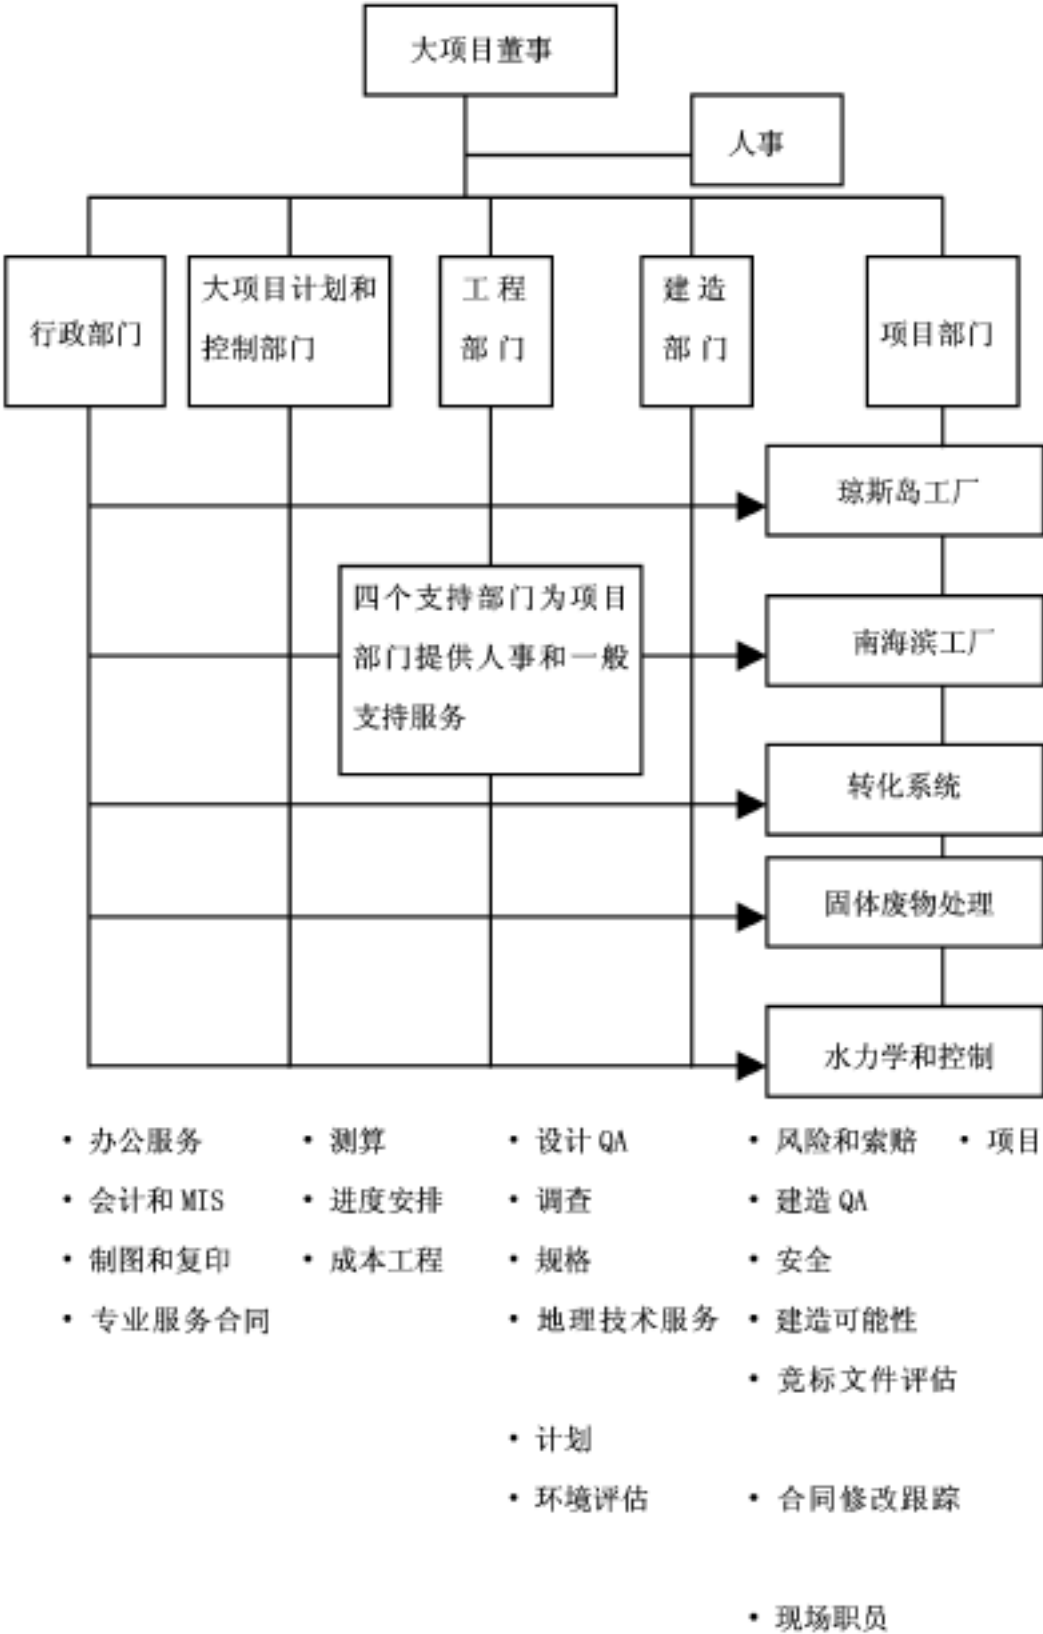 大项目董事
人事
行政部门
大项目计划和
控制部门
工程
部门
建造
部门
项目部门
琼斯岛工厂
四个支持部门为项目
部门提供人事和一般
支持服务
南海滨工厂
转化系统
固体废物处理
水力学和控制
· 办公服务
· 会计和 MIS
· 制图和复印
· 专业服务合同
· 测算
· 进度安排
· 成本工程
· 设计 QA
· 调查
· 规格
· 地理技术服务
· 计划
· 环境评估
· 风险和索赔
· 建造 QA
· 安全
· 建造可能性
· 竞标文件评估
· 合同修改跟踪
· 现场职员
· 项目